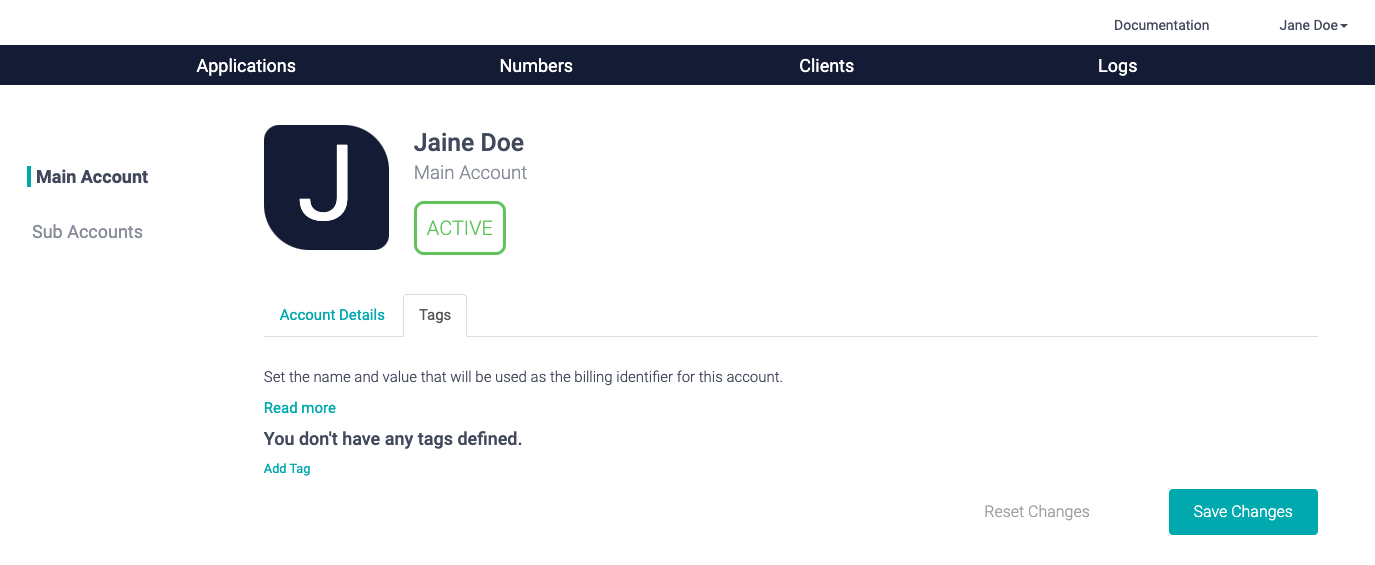 Documentation Jane Doe
Applications Numbers Clients Logs
Main Account
Sub Accounts
J
Jaine Doe
Main Account
ACTIVE
Account Details Tags
Set the name and value that will be used as the billing identifier for this account.
Read more
You don't have any tags defined.
Add Tag
Reset Changes Save Changes